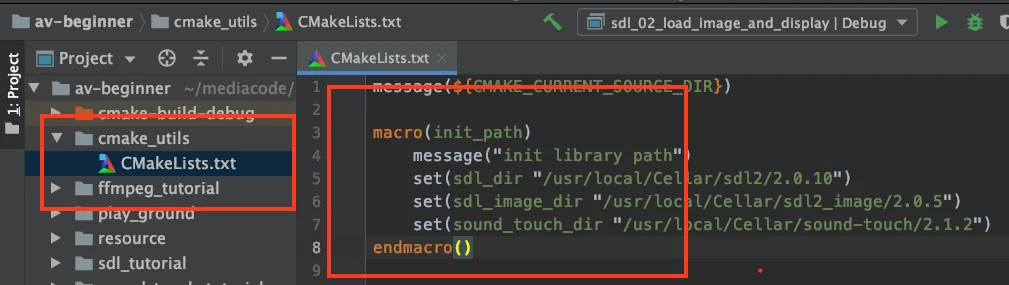 av-beginner cmake_utils CMakeLists.txt sdl_02_load_image_and_display | Debug
1: Project
Project
av-beginner ~/mediacode/
cmake-build-debug
cmake_utils
CMakeLists.txt
ffmpeg_tutorial
play_ground
resource
sdl_tutorial
CMakeLists.txt
1 message(${CMAKE_CURRENT_SOURCE_DIR})
2
3 macro(init_path)
4 message("init library path")
5 set(sdl_dir "/usr/local/Cellar/sdl2/2.0.10")
6 set(sdl_image_dir "/usr/local/Cellar/sdl2_image/2.0.5")
7 set(sound_touch_dir "/usr/local/Cellar/sound-touch/2.1.2")
8 endmacro()
9